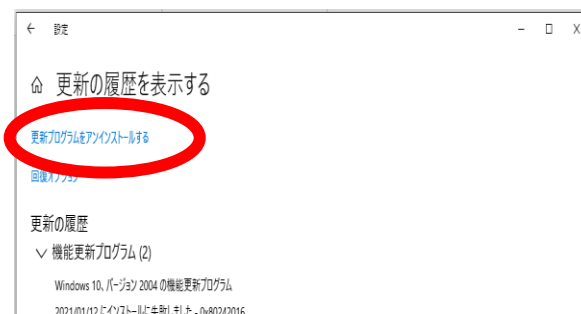 設定
更新の履歴を表示する
更新プログラムをアンインストールする
回復オプション
更新の履歴
機能更新プログラム (2)
Windows 10、バージョン 2004 の機能更新プログラム
2021/01/12 にインストールに失敗しました - 0x80242016